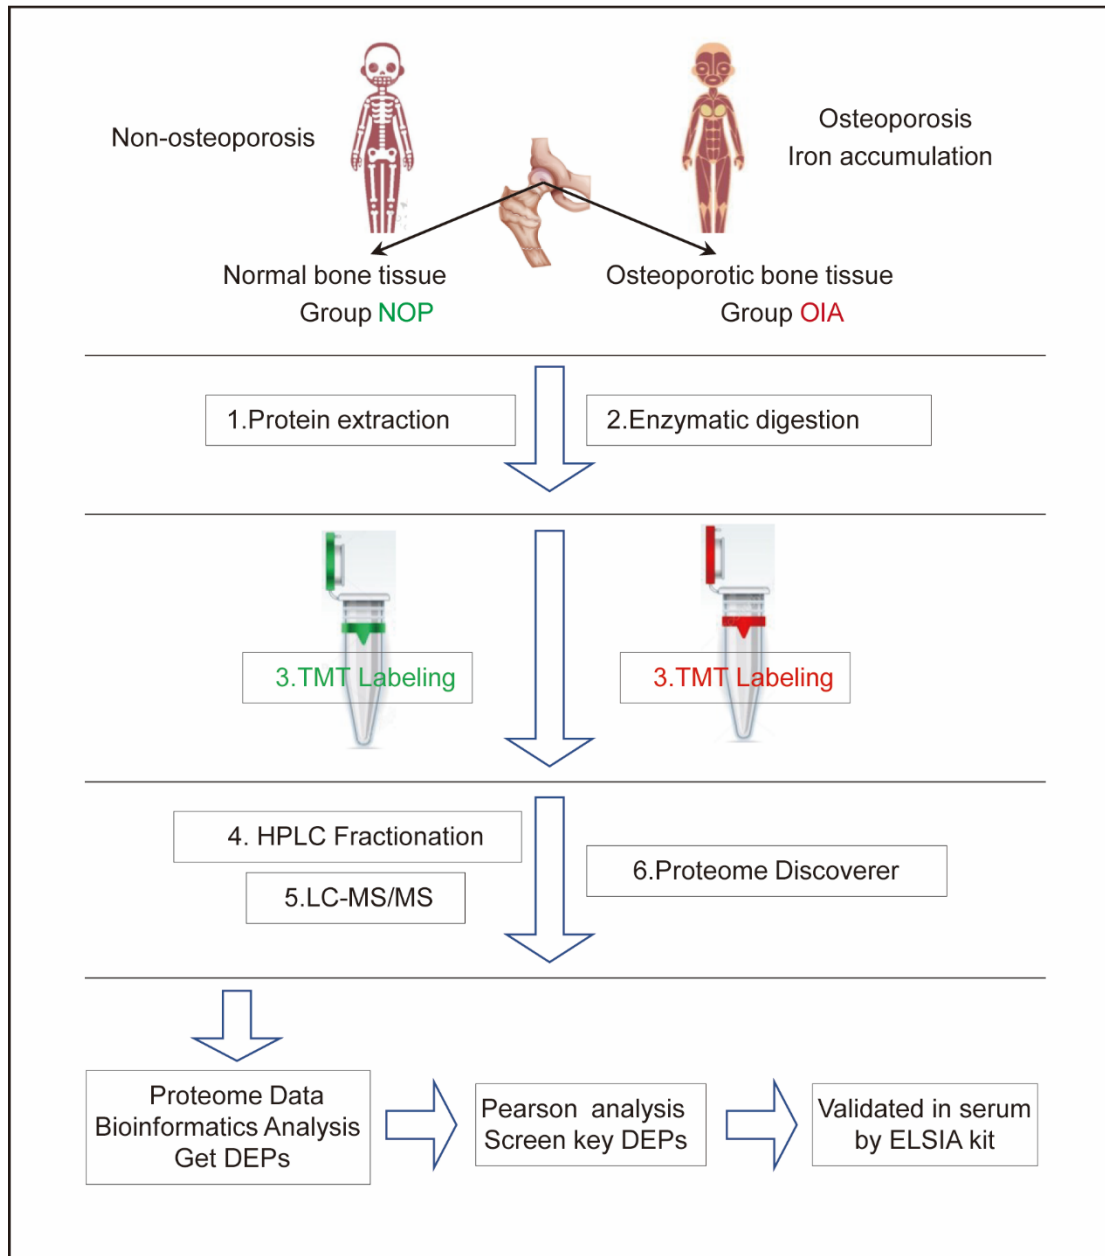 Non-osteoporosis
Osteoporosis
Iron accumulation
Normal bone tissue
Group NOP
Osteoporotic bone tissue
Group OIA
1.Protein extraction
2.Enzymatic digestion
3.TMT Labeling
3.TMT Labeling
4. HPLC Fractionation
5.LC-MS/MS
6.Proteome Discoverer
Proteome Data
Bioinformatics Analysis
Get DEPs
Pearson analysis
Screen key DEPs
Validated in serum
by ELSIA kit